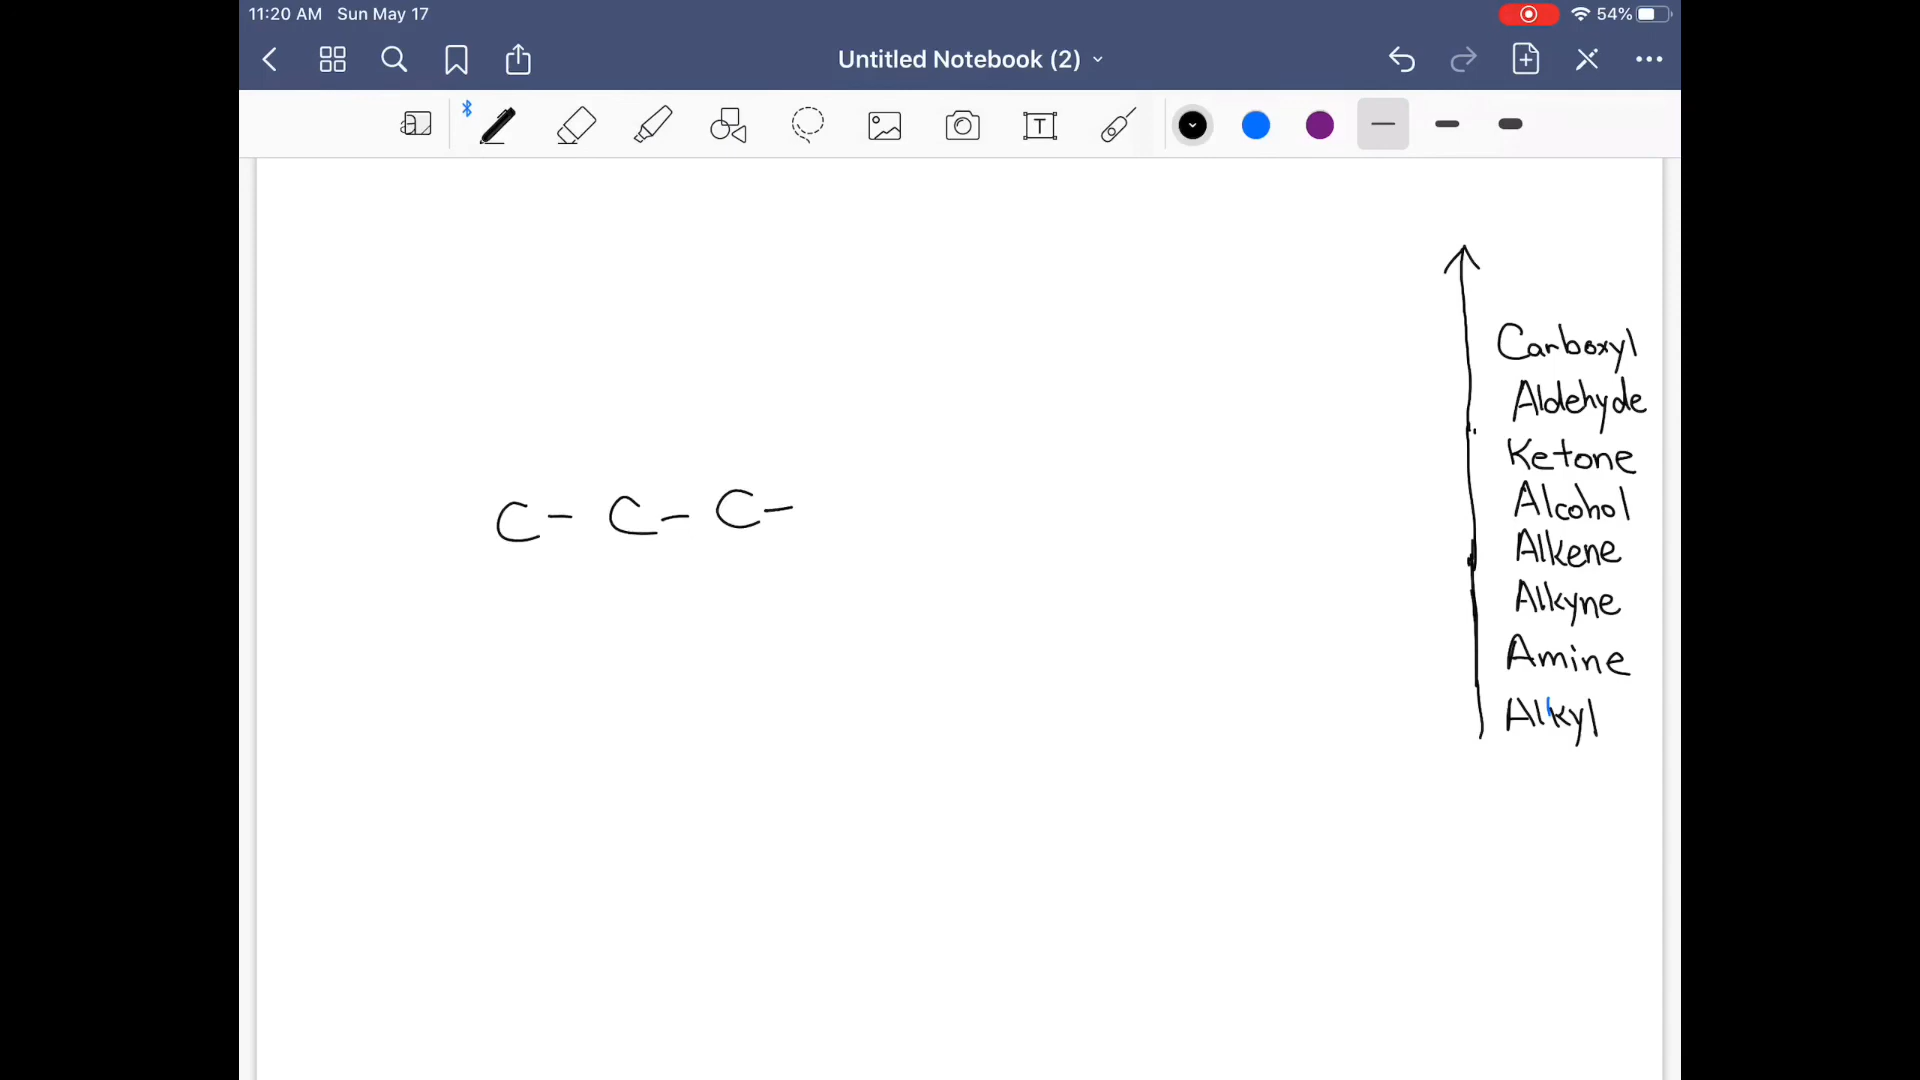 11:20 AM Sun May 17
54%
Untitled Notebook (2)
a
T
C - C - C -
Carboxyl
Aldehyde
Ketone
Alcohol
Alkene
Alkyne
Amine
Alkyl